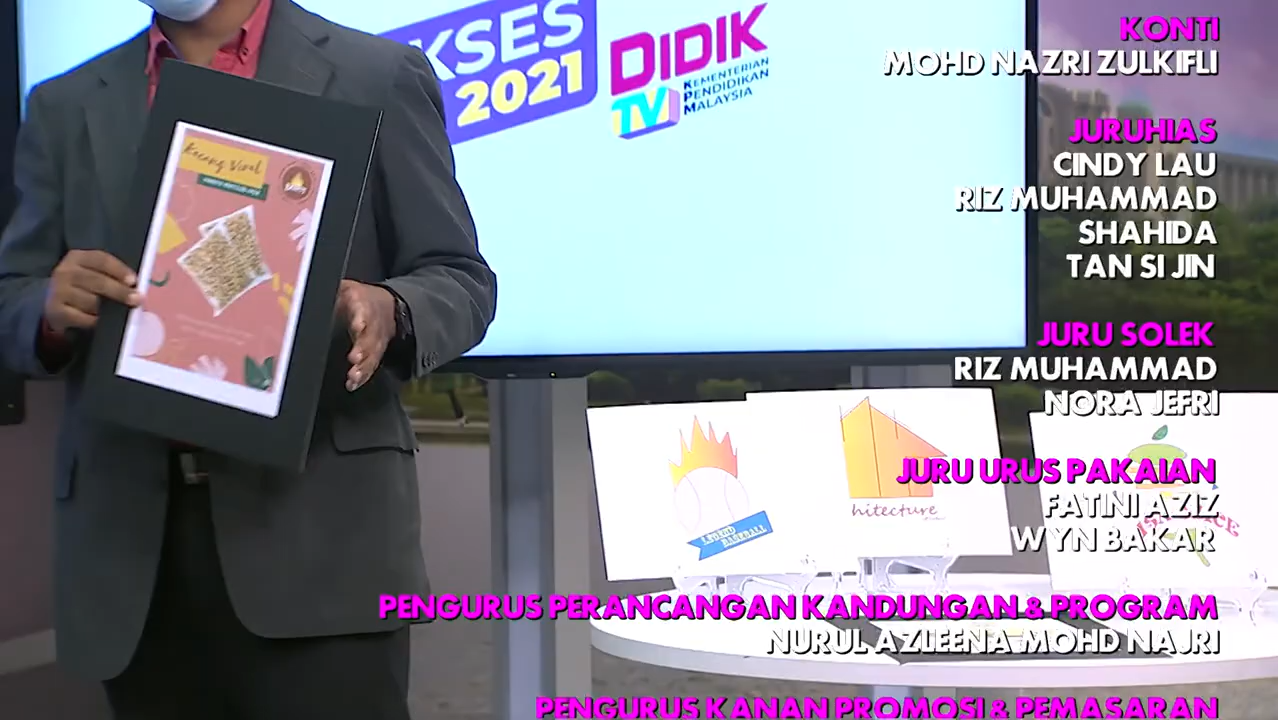 KSES
2021
DIDIK
TV
KEMENTERIAN
PENDIDIKAN
MALAYSIA
Kacang Viral
KONTI
MOHD NAZRI ZULKIFLI
JURUHIAS
CINDY LAU
RIZ MUHAMMAD
SHAHIDA
TAN SI JIN
JURU SOLEK
RIZ MUHAMMAD
NORA JEFRI
JURU URUS PAKAIAN
FATINI AZIZ
WYN BAKAR
LEGEND
BASEBALL
hitecture
PENGURUS PERANCANGAN KANDUNGAN & PROGRAM
NURUL AZLEENA MOHD NAJRI
PENGURUS KANAN PROMOSI & PEMASARAN